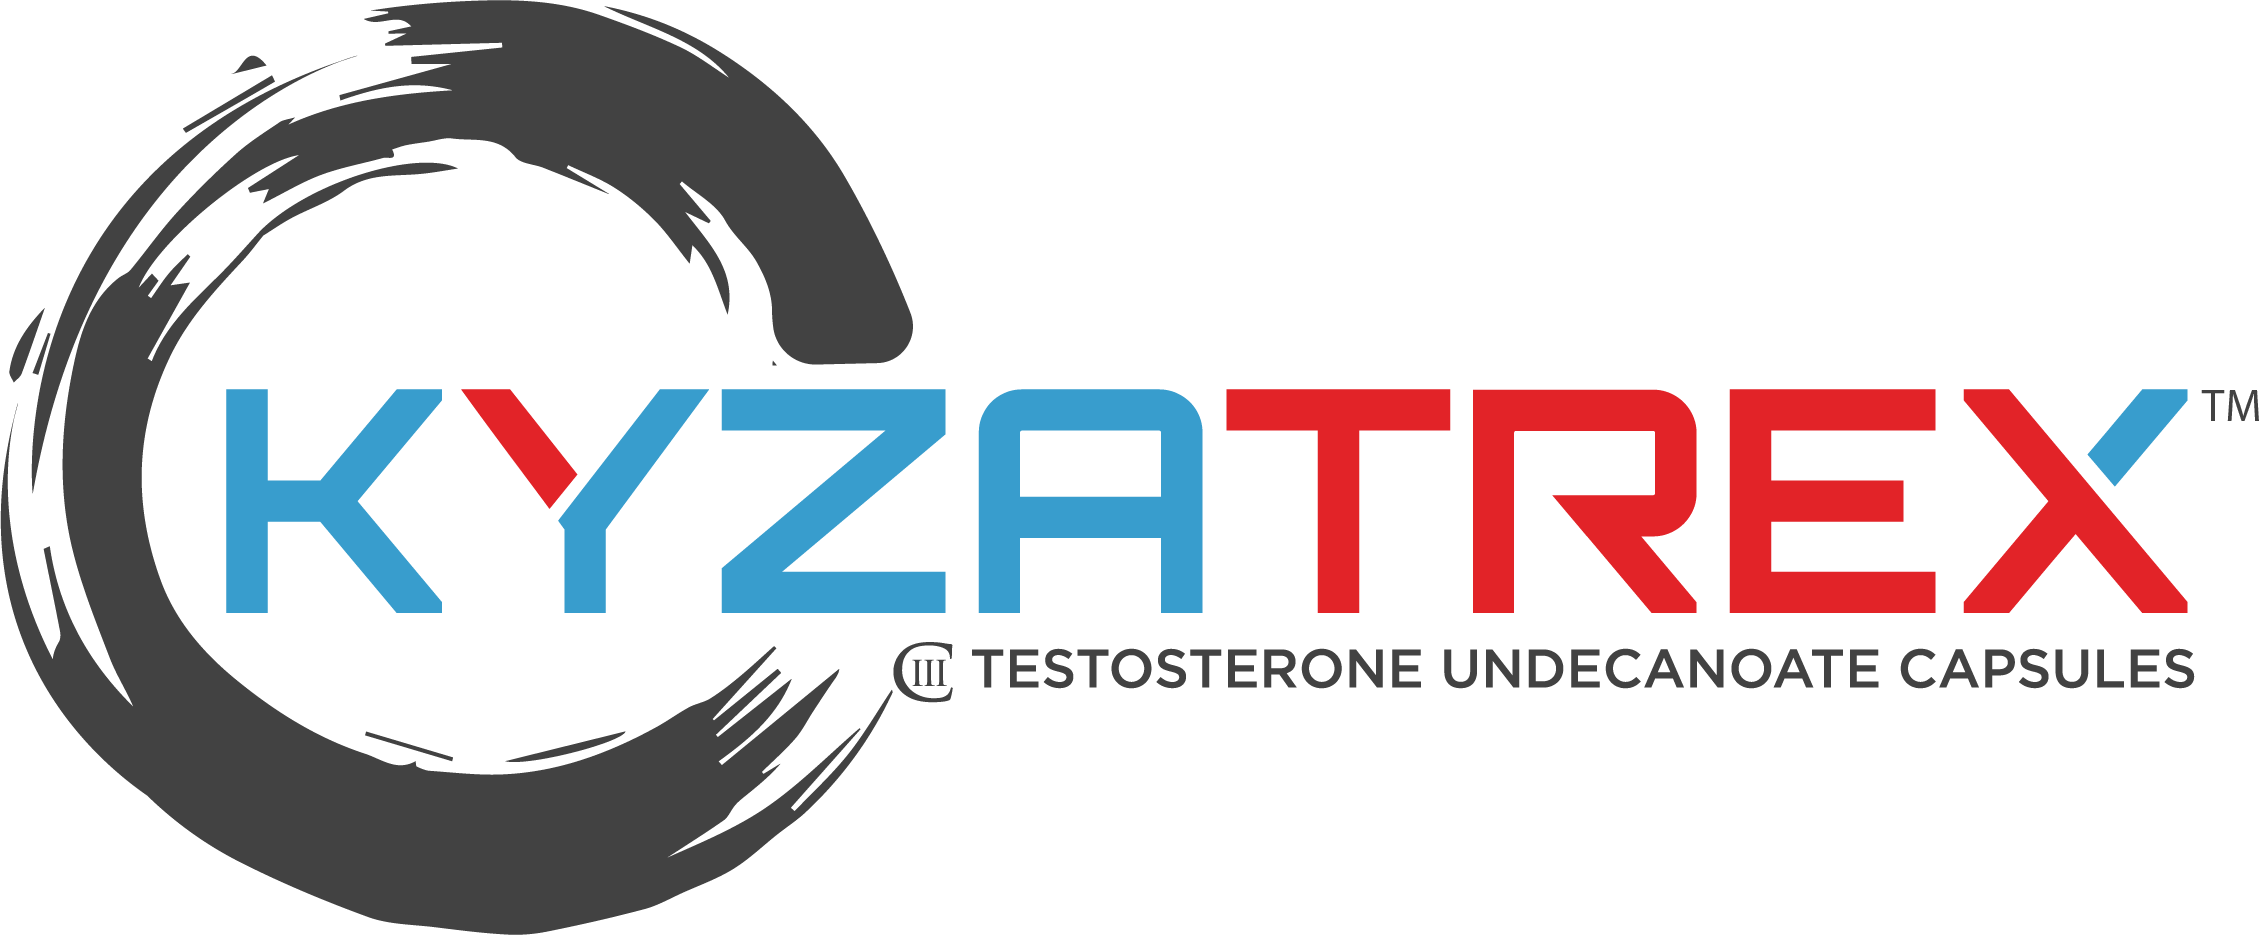 KYZATREX™
CIII TESTOSTERONE UNDECANOATE CAPSULES